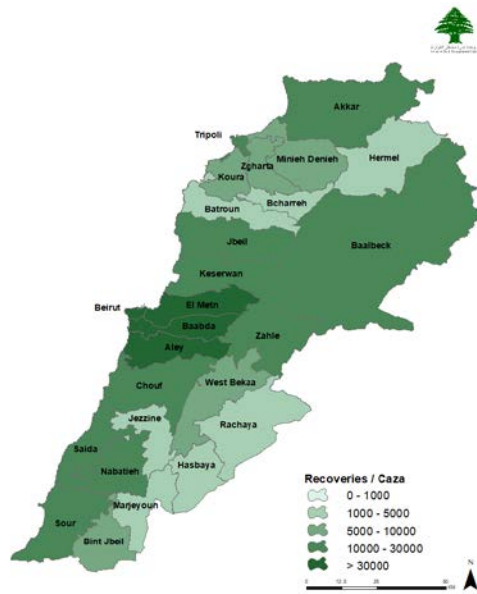 Akkar
Tripoli
Hermel
Zgharta
Minieh Denieh
Koura
Bcharreh
Batroun
Jbeil
Baalbeck
Keserwan
El Metn
Beirut
Baabda
Zahle
Aley
West Bekaa
Chouf
Jezzine
Rachaya
Saida
Hasbaya
Nabatieh
Marjeyoun
Sour
Bint Jbeil
Recoveries / Caza
0 - 1000
1000 - 5000
5000 - 10000
10000 - 30000
> 30000
N